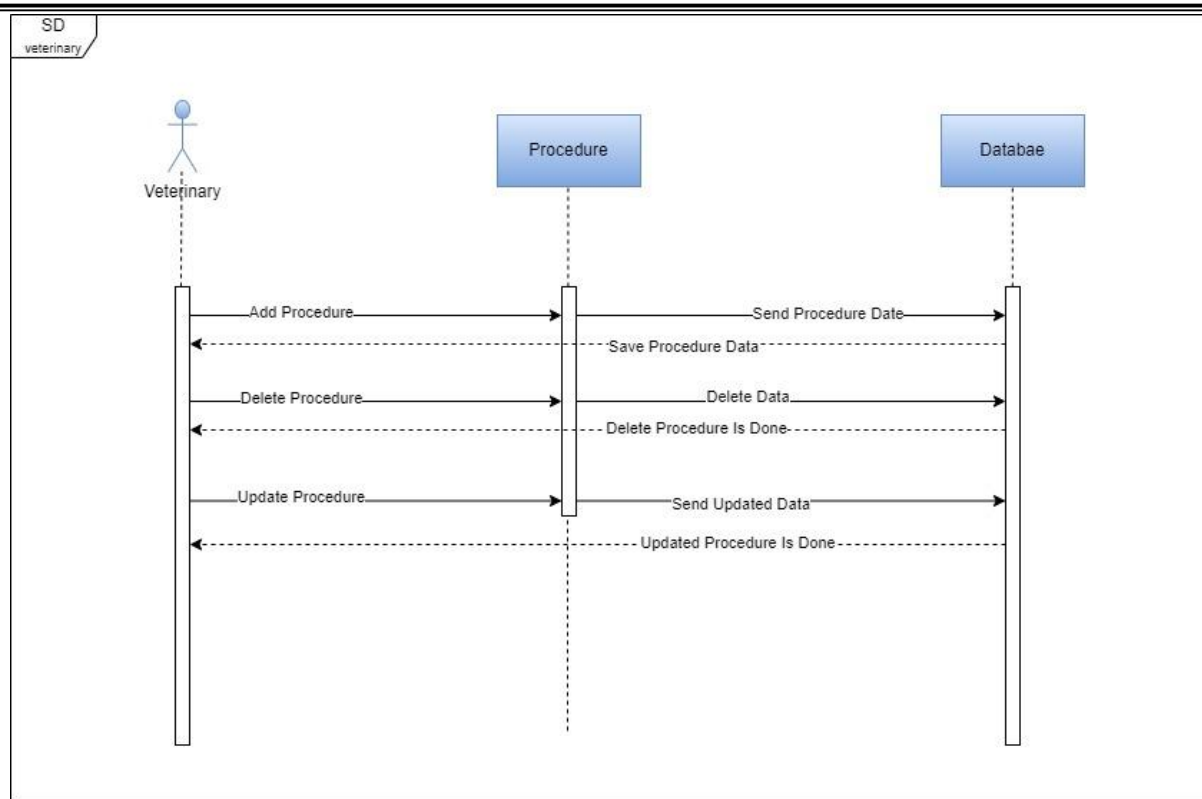 SD
veterinary
Veterinary
Procedure
Databae
Add Procedure
Send Procedure Date
Save Procedure Data
Delete Procedure
Delete Data
Delete Procedure Is Done
Update Procedure
Send Updated Data
Updated Procedure Is Done